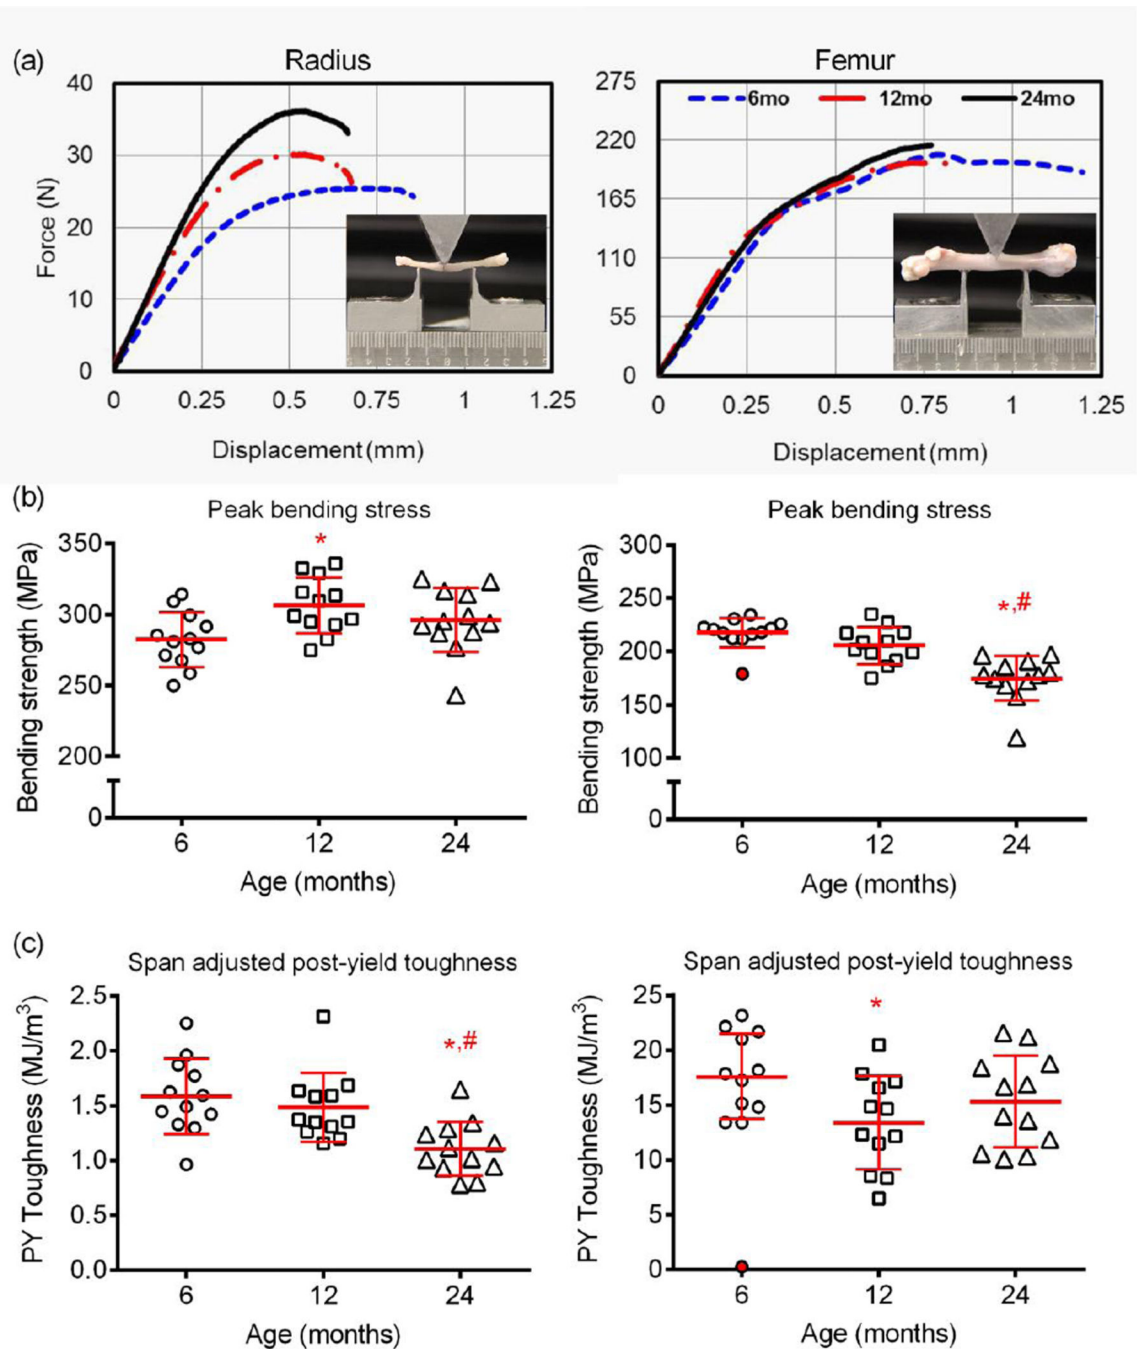 (a)
Radius
Femur
40
30
20
10
0
Force (N)
0 0.25 0.5 0.75 1 1.25
Displacement (mm)
275
220
165
110
55
0
6mo 12mo 24mo
0 0.25 0.5 0.75 1 1.25
Displacement (mm)
(b)
Peak bending stress
350
300
250
200
0
Bending strength (MPa)
*
6 12 24
Age (months)
Peak bending stress
300
250
200
150
100
0
Bending strength (MPa)
*,#
6 12 24
Age (months)
(c)
Span adjusted post-yield toughness
2.5
2.0
1.5
1.0
0.5
0.0
PY Toughness (MJ/m³)
*,#
6 12 24
Age (months)
Span adjusted post-yield toughness
25
20
15
10
5
0
PY Toughness (MJ/m³)
*
6 12 24
Age (months)